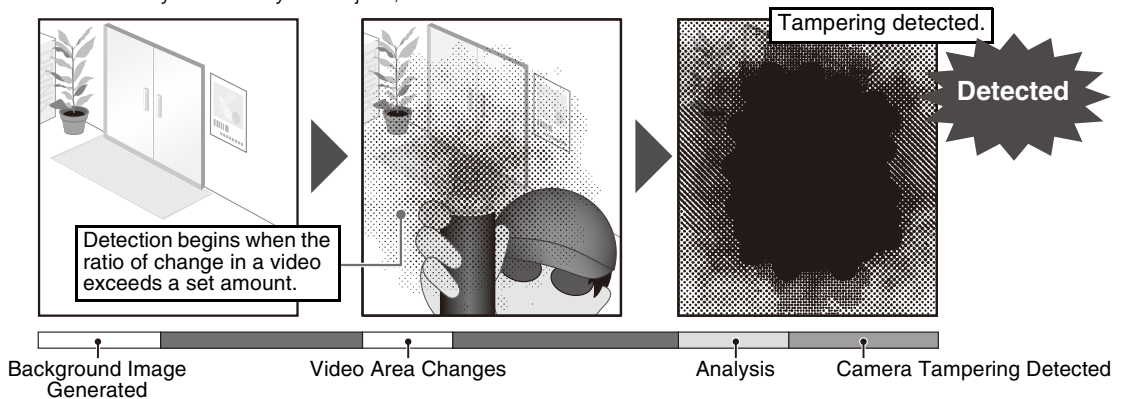 Tampering detected.
Detected
Detection begins when the
ratio of change in a video
exceeds a set amount.
Background Image
Generated
Video Area Changes
Analysis
Camera Tampering Detected